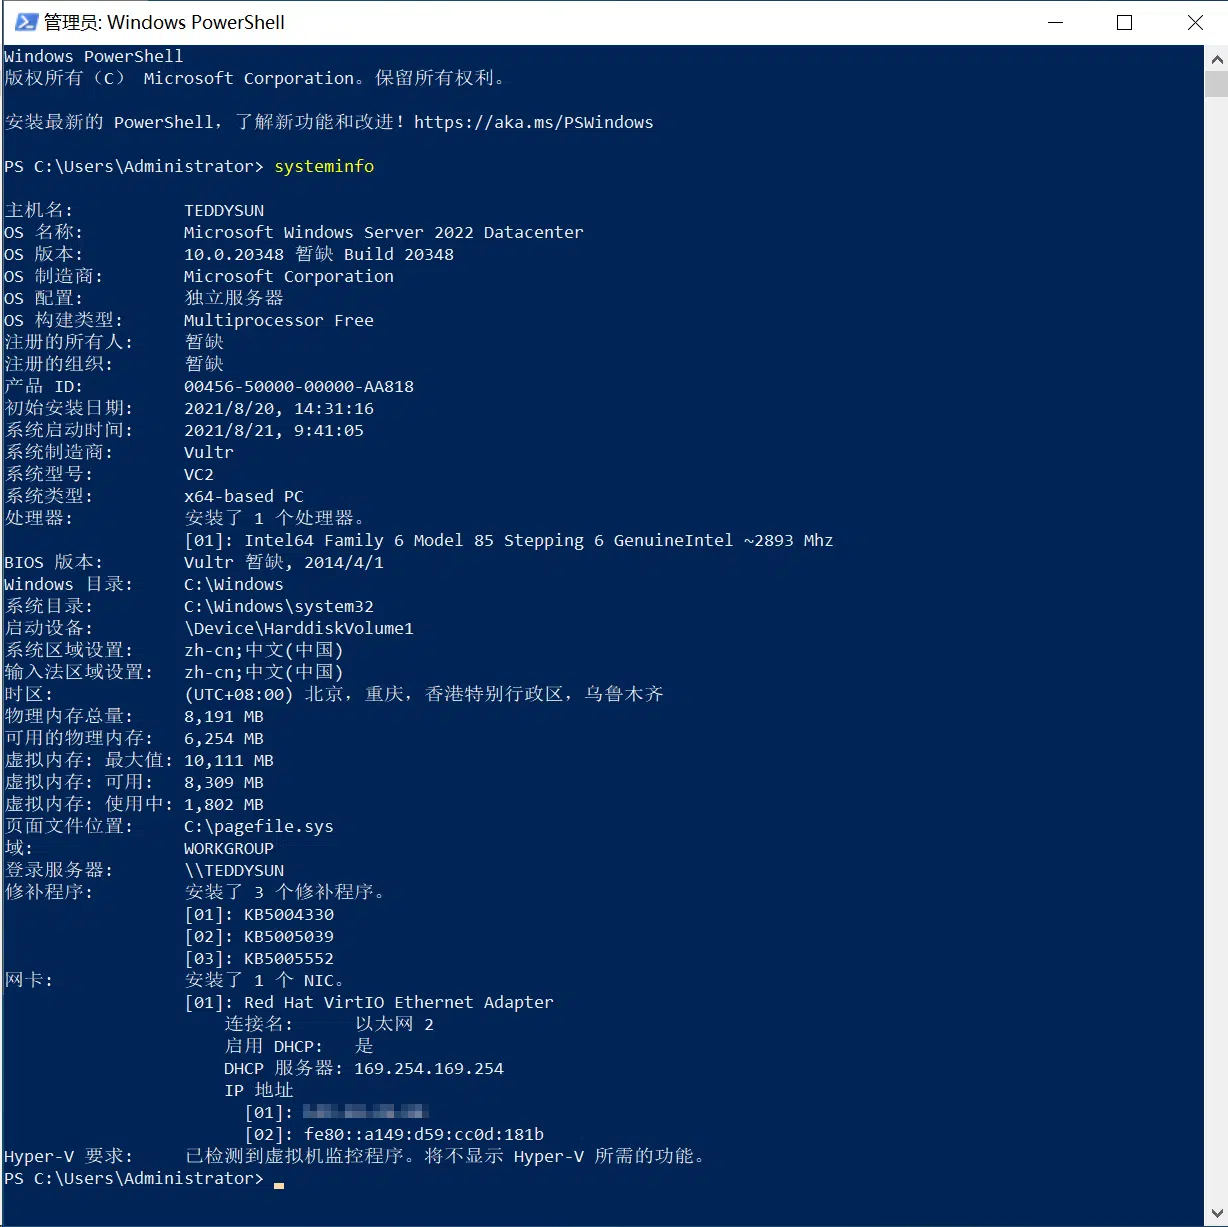 管理员: Windows PowerShell
Windows PowerShell
版权所有 (C) Microsoft Corporation。保留所有权利。
安装最新的 PowerShell，了解新功能和改进！https://aka.ms/PSWindows
PS C:\Users\Administrator> systeminfo
主机名:           TEDDYSUN
OS 名称:          Microsoft Windows Server 2022 Datacenter
OS 版本:          10.0.20348 暂缺 Build 20348
OS 制造商:        Microsoft Corporation
OS 配置:          独立服务器
OS 构建类型:      Multiprocessor Free
注册的所有人:     暂缺
注册的组织:       暂缺
产品 ID:          00456-50000-00000-AA818
初始安装日期:     2021/8/20, 14:31:16
系统启动时间:     2021/8/21, 9:41:05
系统制造商:       Vultr
系统型号:         VC2
系统类型:         x64-based PC
处理器:           安装了 1 个处理器。
                  [01]: Intel64 Family 6 Model 85 Stepping 6 GenuineIntel ~2893 Mhz
BIOS 版本:        Vultr 暂缺, 2014/4/1
Windows 目录:     C:\Windows
系统目录:         C:\Windows\system32
启动设备:         \Device\HarddiskVolume1
系统区域设置:     zh-cn;中文(中国)
输入法区域设置:   zh-cn;中文(中国)
时区:             (UTC+08:00) 北京，重庆，香港特别行政区，乌鲁木齐
物理内存总量:     8,191 MB
可用的物理内存:   6,254 MB
虚拟内存: 最大值: 10,111 MB
虚拟内存: 可用:   8,309 MB
虚拟内存: 使用中: 1,802 MB
页面文件位置:     C:\pagefile.sys
域:               WORKGROUP
登录服务器:       \\TEDDYSUN
修补程序:         安装了 3 个修补程序。
                  [01]: KB5004330
                  [02]: KB5005039
                  [03]: KB5005552
网卡:             安装了 1 个 NIC。
                  [01]: Red Hat VirtIO Ethernet Adapter
                      连接名:      以太网 2
                      启用 DHCP:   是
                      DHCP 服务器: 169.254.169.254
                      IP 地址
                        [01]:
                        [02]: fe80::a149:d59:cc0d:181b
Hyper-V 要求:     已检测到虚拟机监控程序。将不显示 Hyper-V 所需的功能。
PS C:\Users\Administrator>